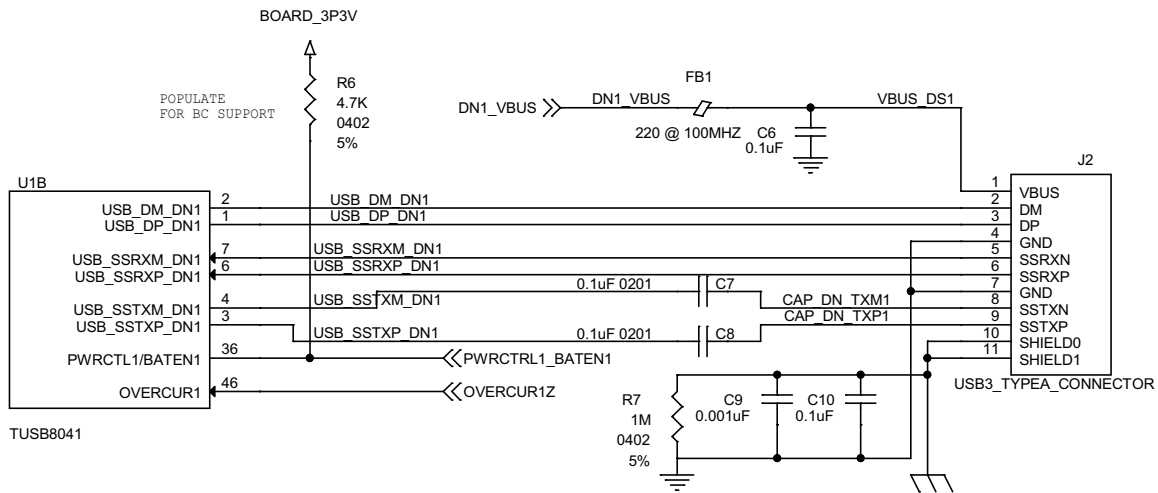 BOARD_3P3V
R6
4.7K
0402
5%
POPULATE
FOR BC SUPPORT
FB1
DN1_VBUS
DN1_VBUS
VBUS_DS1
220 @ 100MHZ
C6
0.1uF
J2
U1B
1
VBUS
USB_DM_DN1
2
USB_DM_DN1
2
DM
USB_DP_DN1
1
USB_DP_DN1
3
DP
4
GND
USB_SSRXM_DN1
7
USB_SSRXM_DN1
5
SSRXN
USB_SSRXP_DN1
6
USB_SSRXP_DN1
6
SSRXP
0.1uF 0201
C7
7
GND
USB_SSTXM_DN1
4
USB_SSTXM_DN1
CAP_DN_TXM1
8
SSTXN
USB_SSTXP_DN1
3
USB_SSTXP_DN1
0.1uF 0201
C8
CAP_DN_TXP1
9
SSTXP
10
SHIELD0
PWRCTL1/BATEN1
36
PWRCTRL1_BATEN1
11
SHIELD1
USB3_TYPEA_CONNECTOR
OVERCUR1
46
OVERCUR1Z
TUSB8041
R7
1M
0402
5%
C9
0.001uF
C10
0.1uF